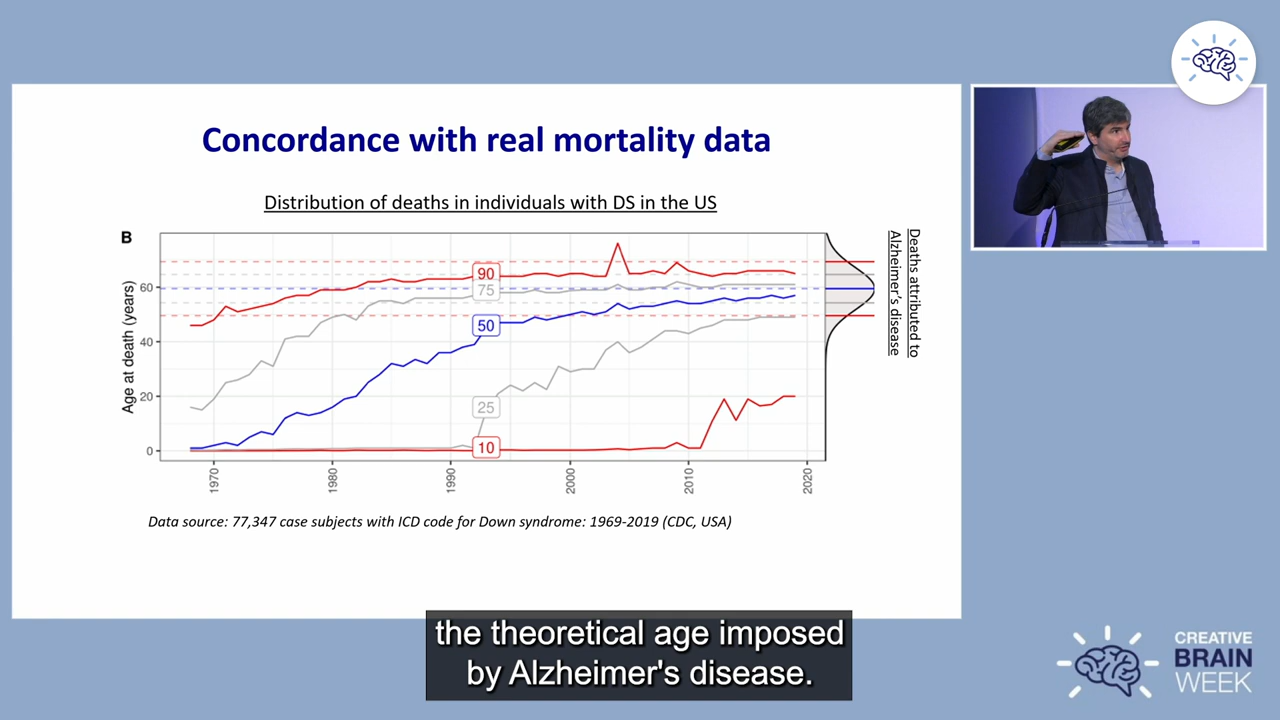 Concordance with real mortality data
Distribution of deaths in individuals with DS in the US
B
Age at death (years)
60
40
20
0
90
75
50
25
10
1970
1980
1990
2000
2010
2020
Deaths attributed to
Alzheimer's disease
Data source: 77,347 case subjects with ICD code for Down syndrome: 1969-2019 (CDC, USA)
the theoretical age imposed
by Alzheimer's disease.
CREATIVE
BRAIN
WEEK